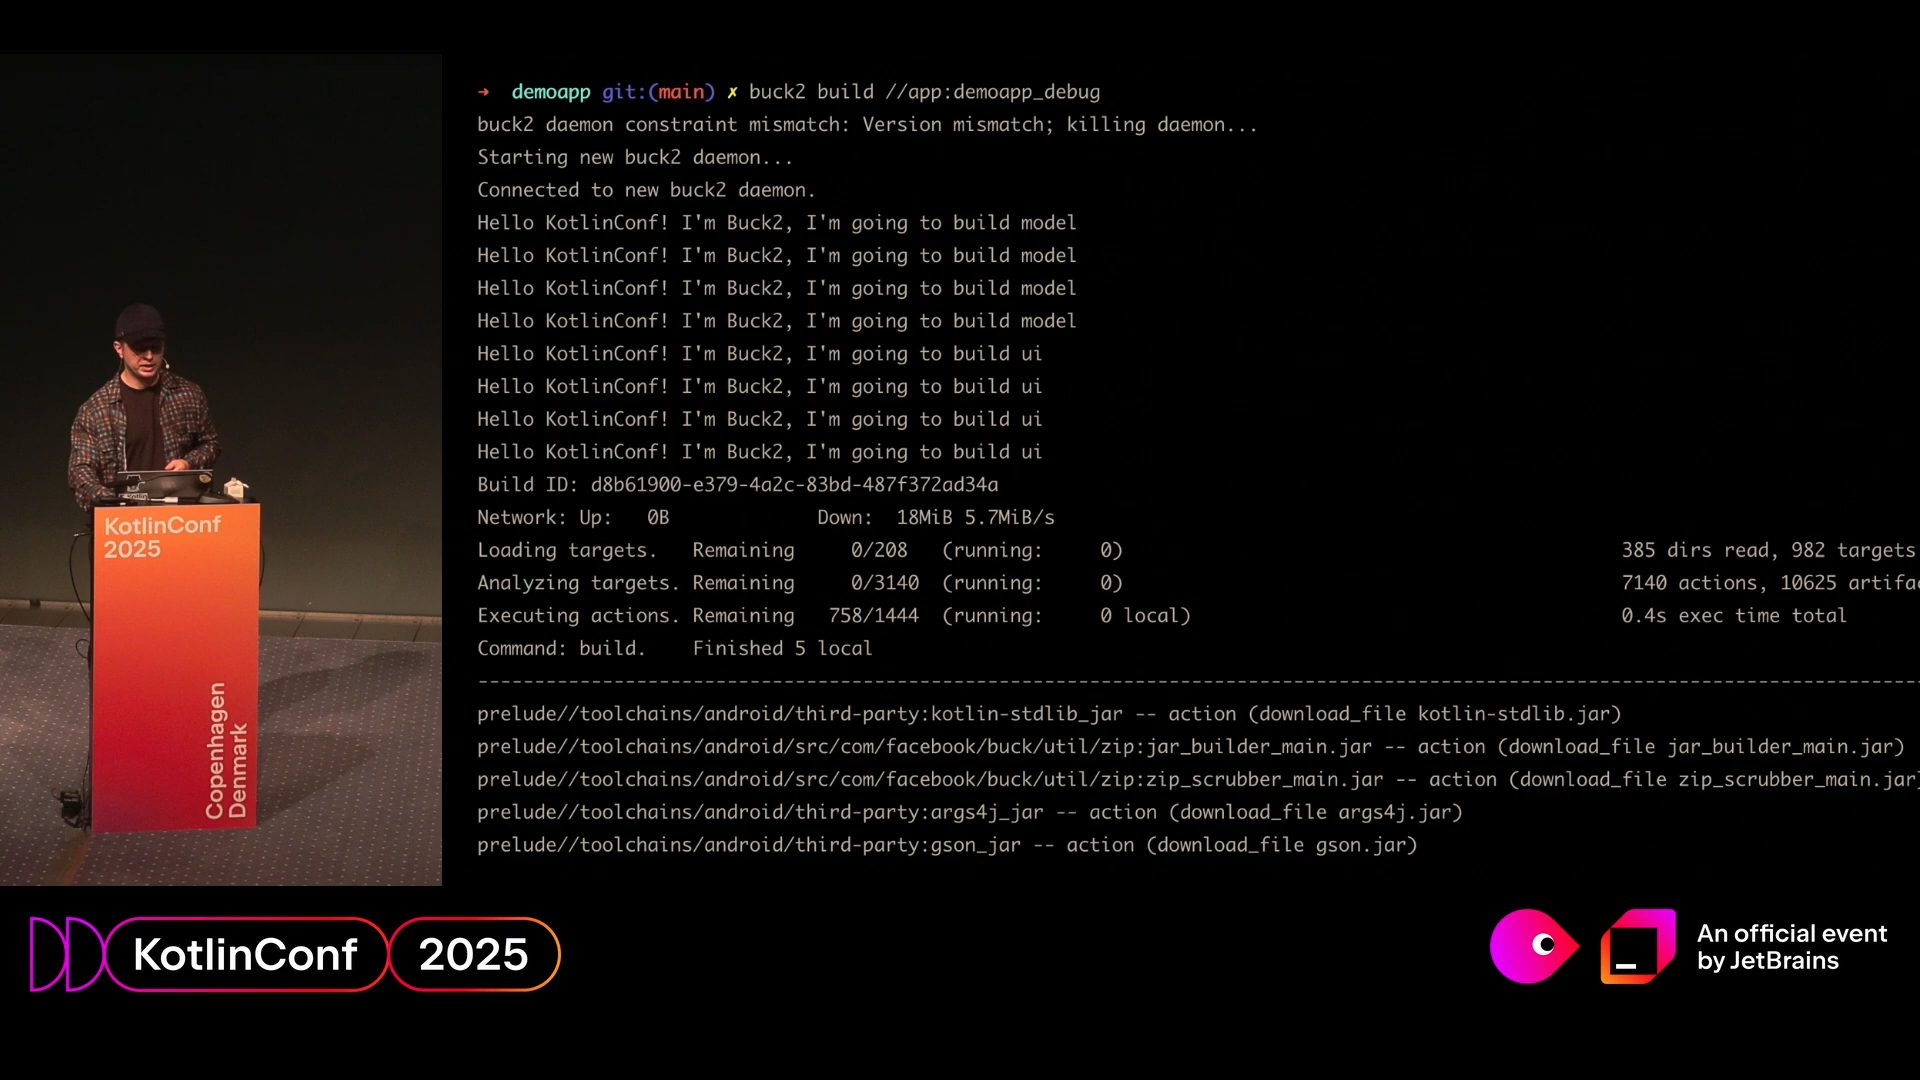 ➜ demoapp git:(main) ✗ buck2 build //app:demoapp_debug
buck2 daemon constraint mismatch: Version mismatch; killing daemon...
Starting new buck2 daemon...
Connected to new buck2 daemon.
Hello KotlinConf! I'm Buck2, I'm going to build model
Hello KotlinConf! I'm Buck2, I'm going to build model
Hello KotlinConf! I'm Buck2, I'm going to build model
Hello KotlinConf! I'm Buck2, I'm going to build model
Hello KotlinConf! I'm Buck2, I'm going to build ui
Hello KotlinConf! I'm Buck2, I'm going to build ui
Hello KotlinConf! I'm Buck2, I'm going to build ui
Hello KotlinConf! I'm Buck2, I'm going to build ui
Build ID: d8b61900-e379-4a2c-83bd-487f372ad34a
Network: Up: 0B Down: 18MiB 5.7MiB/s
Loading targets. Remaining 0/208 (running: 0) 385 dirs read, 982 targets
Analyzing targets. Remaining 0/3140 (running: 0) 7140 actions, 10625 artifac
Executing actions. Remaining 758/1444 (running: 0 local) 0.4s exec time total
Command: build. Finished 5 local
prelude//toolchains/android/third-party:kotlin-stdlib_jar -- action (download_file kotlin-stdlib.jar)
prelude//toolchains/android/src/com/facebook/buck/util/zip:jar_builder_main.jar -- action (download_file jar_builder_main.jar)
prelude//toolchains/android/src/com/facebook/buck/util/zip:zip_scrubber_main.jar -- action (download_file zip_scrubber_main.jar)
prelude//toolchains/android/third-party:args4j_jar -- action (download_file args4j.jar)
prelude//toolchains/android/third-party:gson_jar -- action (download_file gson.jar)
KotlinConf
2025
Copenhagen
Denmark
KotlinConf 2025
An official event
by JetBrains